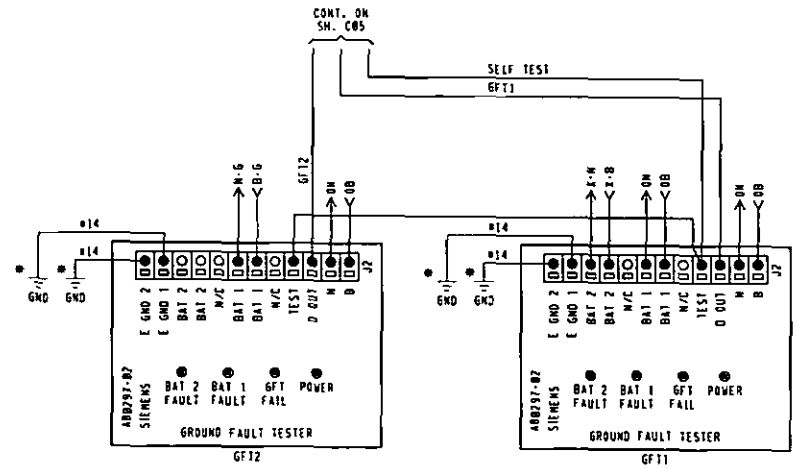 CONT. ON
SH. C05
SELF TEST
GFT1
GFT2
N-G
B-G
ON
OB
X-N
X-B
ON
OB
ON
OB
#14
#14
* GND
* GND
J2
E GND 2
E GND 1
BAT 2
BAT 2
N/C
BAT 1
BAT 1
N/C
TEST
D OUT
N
B
BAT 2 FAULT
BAT 1 FAULT
GFT FAIL
POWER
SIEMENS
GROUND FAULT TESTER
GFT2
#14
#14
* GND
* GND
J2
E GND 2
E GND 1
BAT 2
BAT 2
N/C
BAT 1
BAT 1
N/C
TEST
D OUT
N
B
BAT 2 FAULT
BAT 1 FAULT
GFT FAIL
POWER
SIEMENS
GROUND FAULT TESTER
GFT1